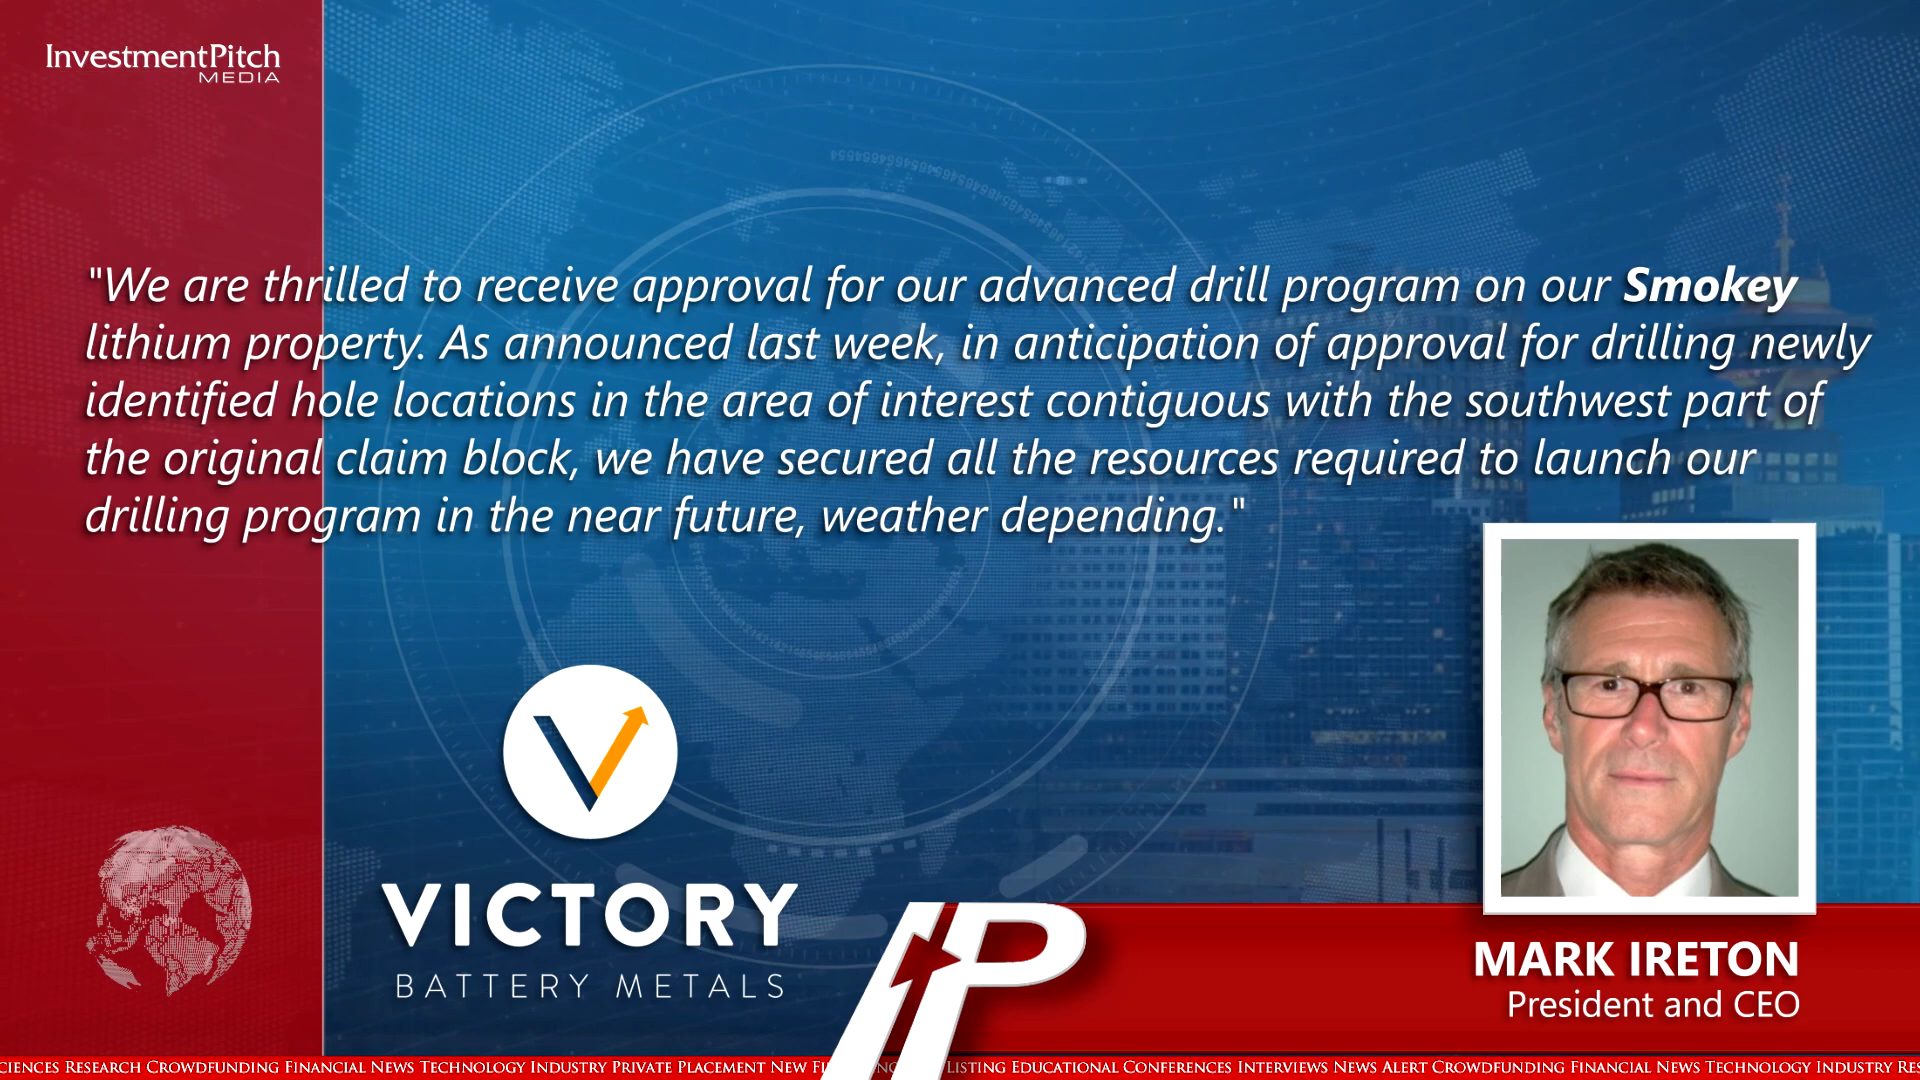 InvestmentPitch
MEDIA
"We are thrilled to receive approval for our advanced drill program on our Smokey
lithium property. As announced last week, in anticipation of approval for drilling newly
identified hole locations in the area of interest contiguous with the southwest part of
the original claim block, we have secured all the resources required to launch our
drilling program in the near future, weather depending."
VICTORY
BATTERY METALS
IP
MARK IRETON
President and CEO
RESEARCH CROWDFUNDING FINANCIAL NEWS TECHNOLOGY INDUSTRY PRIVATE PLACEMENT NEW LISTING EDUCATIONAL CONFERENCES INTERVIEWS NEWS ALERT CROWDFUNDING FINANCIAL NEWS TECHNOLOGY INDUSTRY